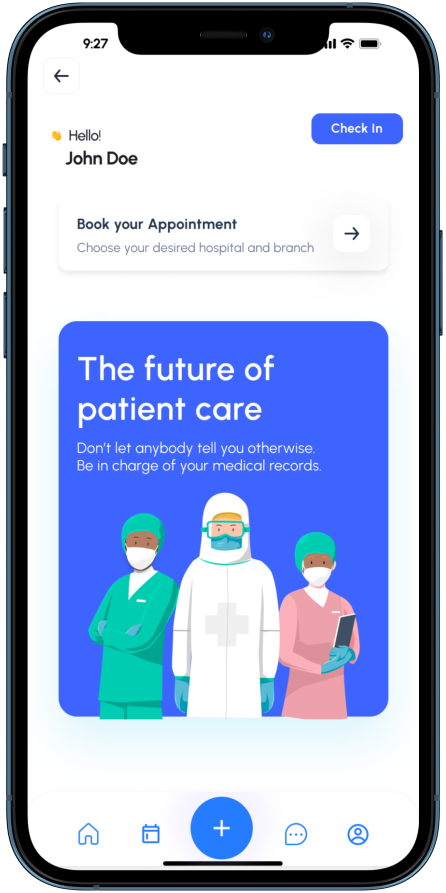 9:27
Hello!
Check In
John Doe
Book your Appointment
Choose your desired hospital and branch
The future of
patient care
Don't let anybody tell you otherwise.
Be in charge of your medical records.